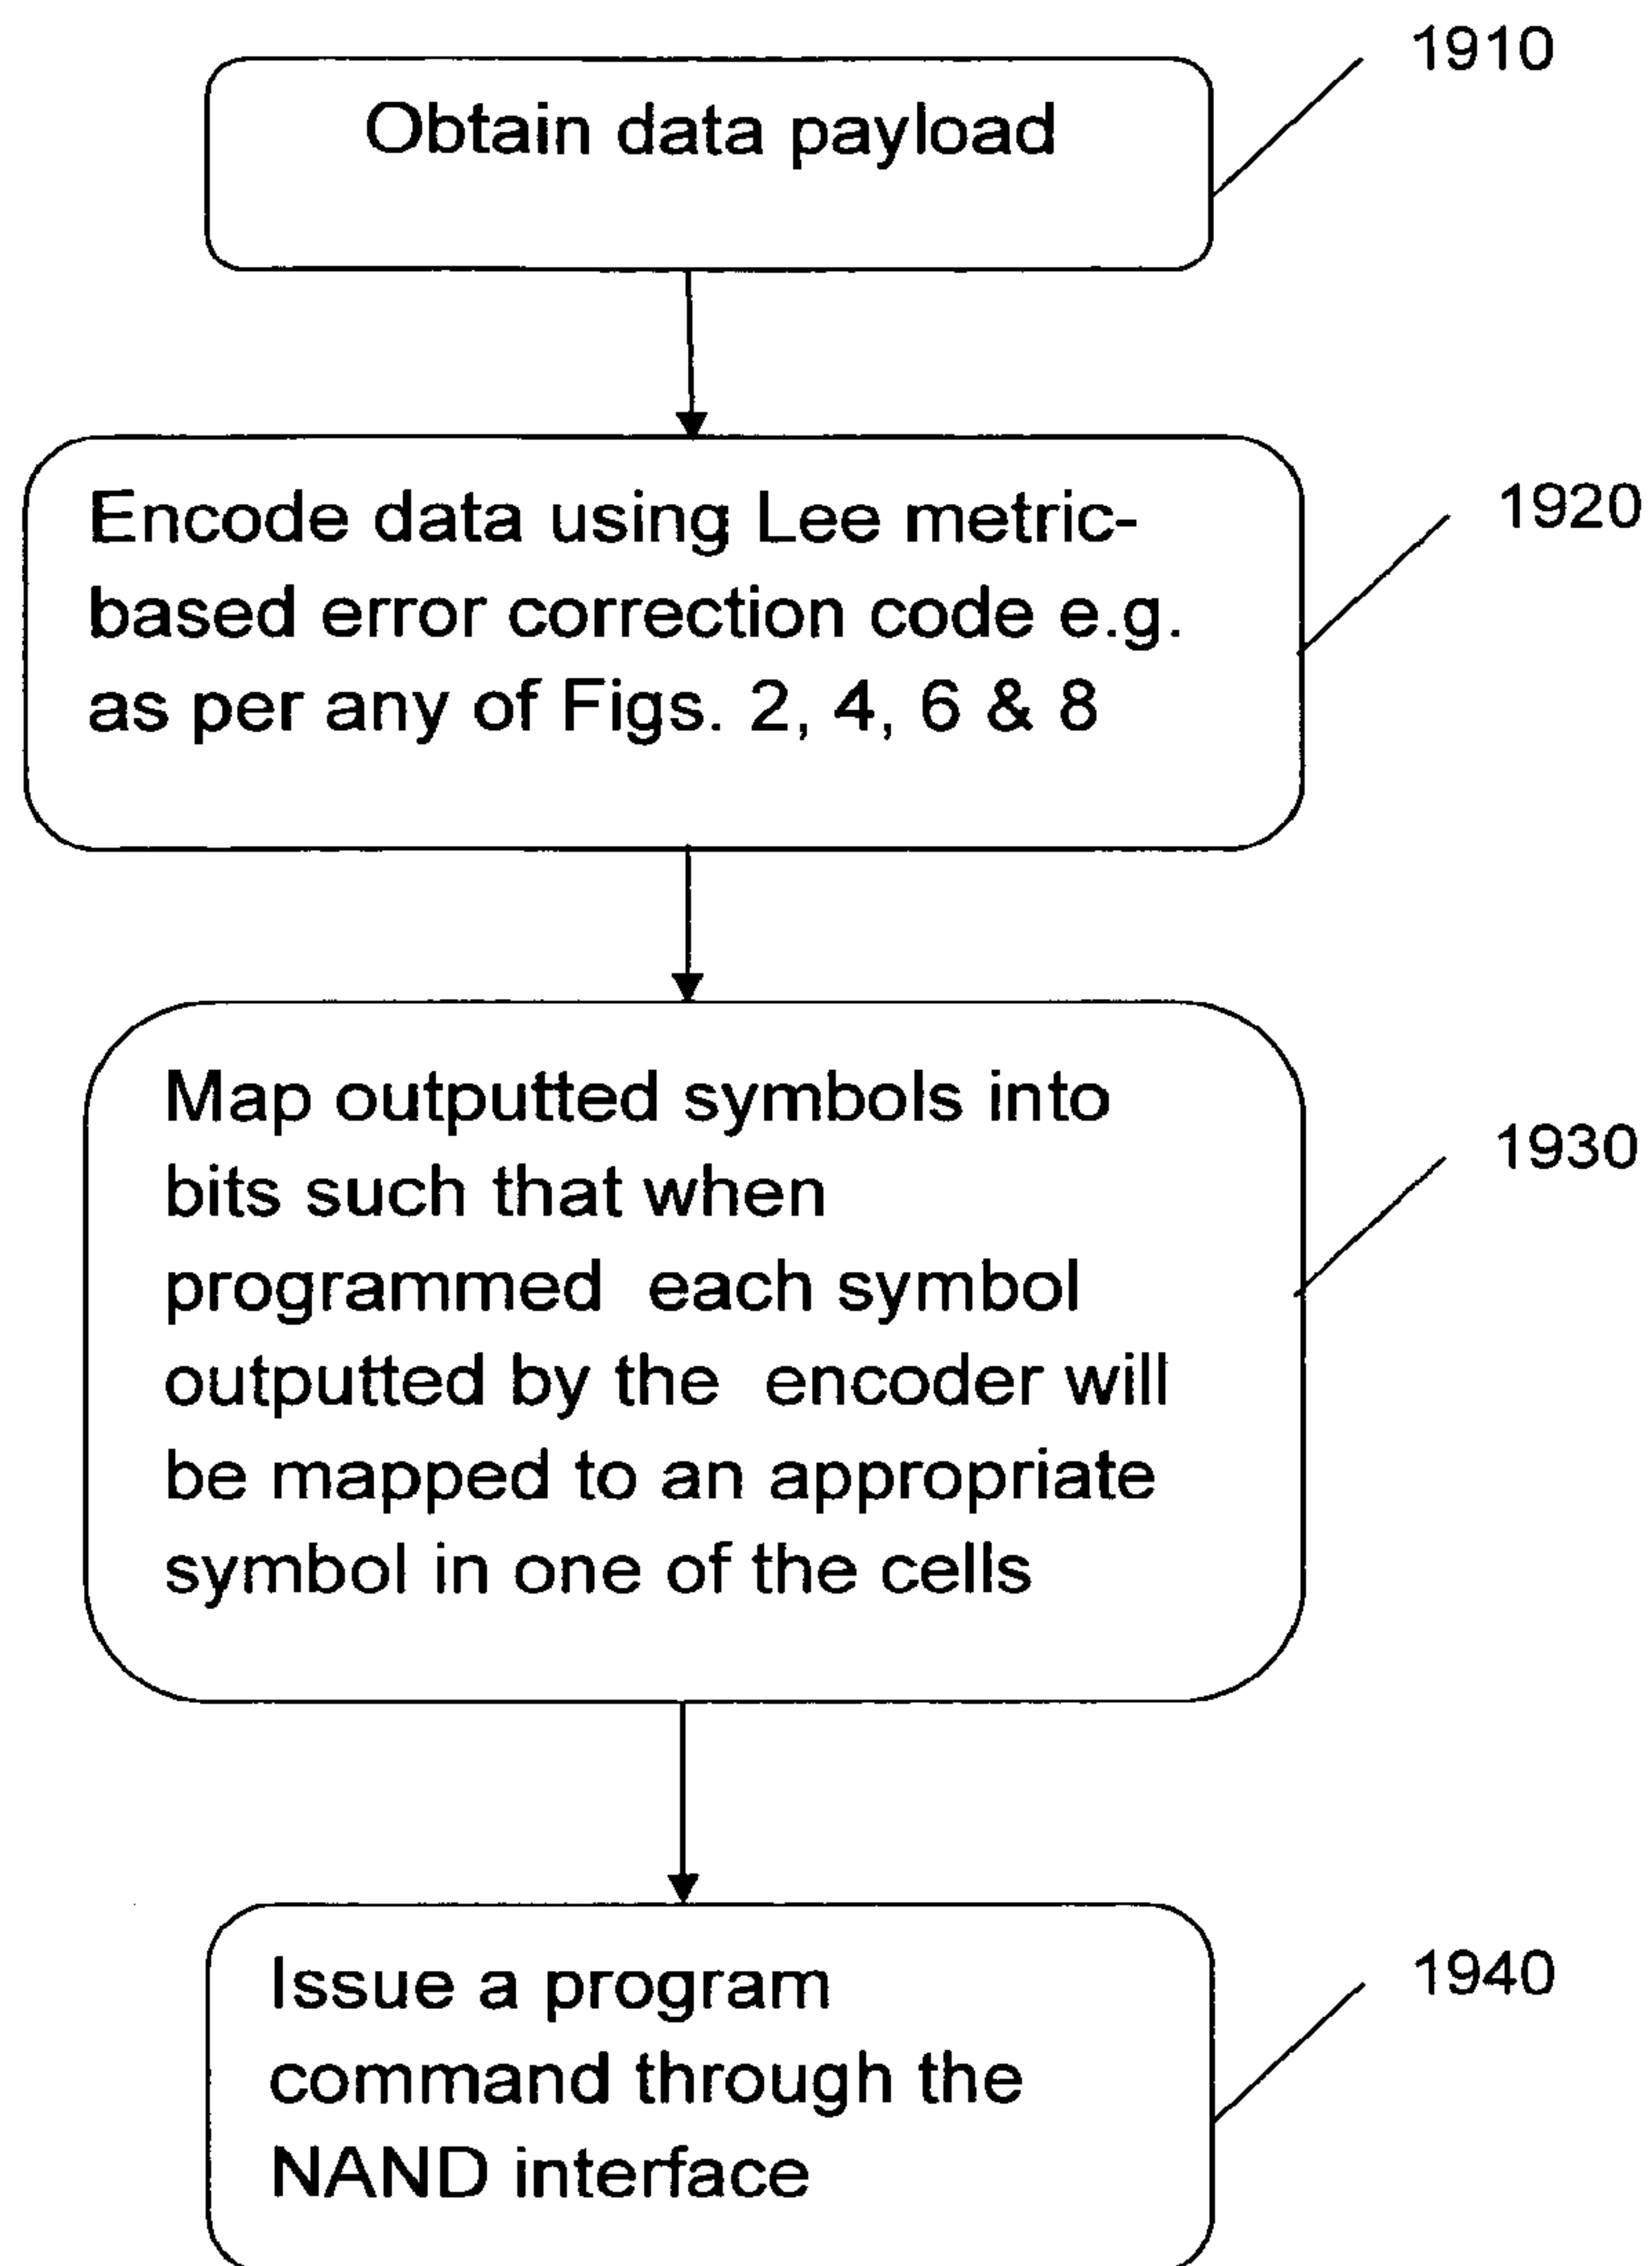 1910
Obtain data payload
1920
Encode data using Lee metric-
based error correction code e.g.
as per any of Figs. 2, 4, 6 & 8
1930
Map outputted symbols into
bits such that when
programmed each symbol
outputted by the encoder will
be mapped to an appropriate
symbol in one of the cells
1940
Issue a program
command through the
NAND interface